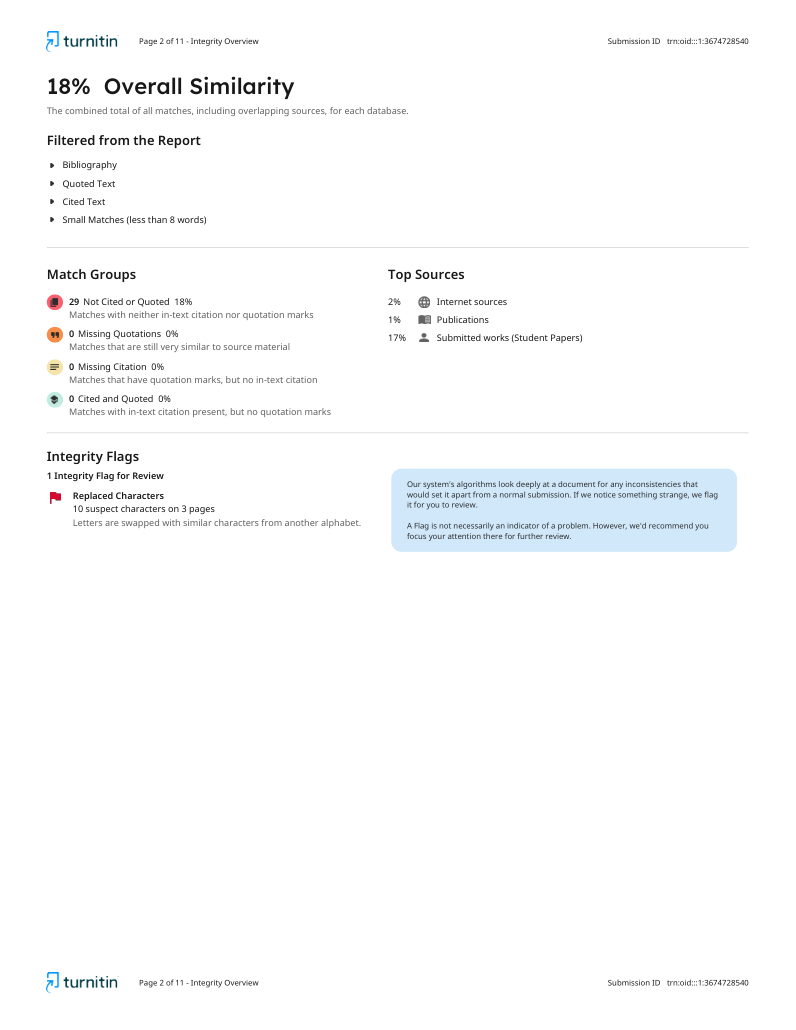 turnitin Page 2 of 11 - Integrity Overview Submission ID trn:oid:::1:3674728540
18% Overall Similarity
The combined total of all matches, including overlapping sources, for each database.
Filtered from the Report
Bibliography
Quoted Text
Cited Text
Small Matches (less than 8 words)
Match Groups
29 Not Cited or Quoted 18%
Matches with neither in-text citation nor quotation marks
0 Missing Quotations 0%
Matches that are still very similar to source material
0 Missing Citation 0%
Matches that have quotation marks, but no in-text citation
0 Cited and Quoted 0%
Matches with in-text citation present, but no quotation marks
Top Sources
2% Internet sources
1% Publications
17% Submitted works (Student Papers)
Integrity Flags
1 Integrity Flag for Review
Replaced Characters
10 suspect characters on 3 pages
Letters are swapped with similar characters from another alphabet.
Our system's algorithms look deeply at a document for any inconsistencies that
would set it apart from a normal submission. If we notice something strange, we flag
it for you to review.
A Flag is not necessarily an indicator of a problem. However, we'd recommend you
focus your attention there for further review.
turnitin Page 2 of 11 - Integrity Overview Submission ID trn:oid:::1:3674728540